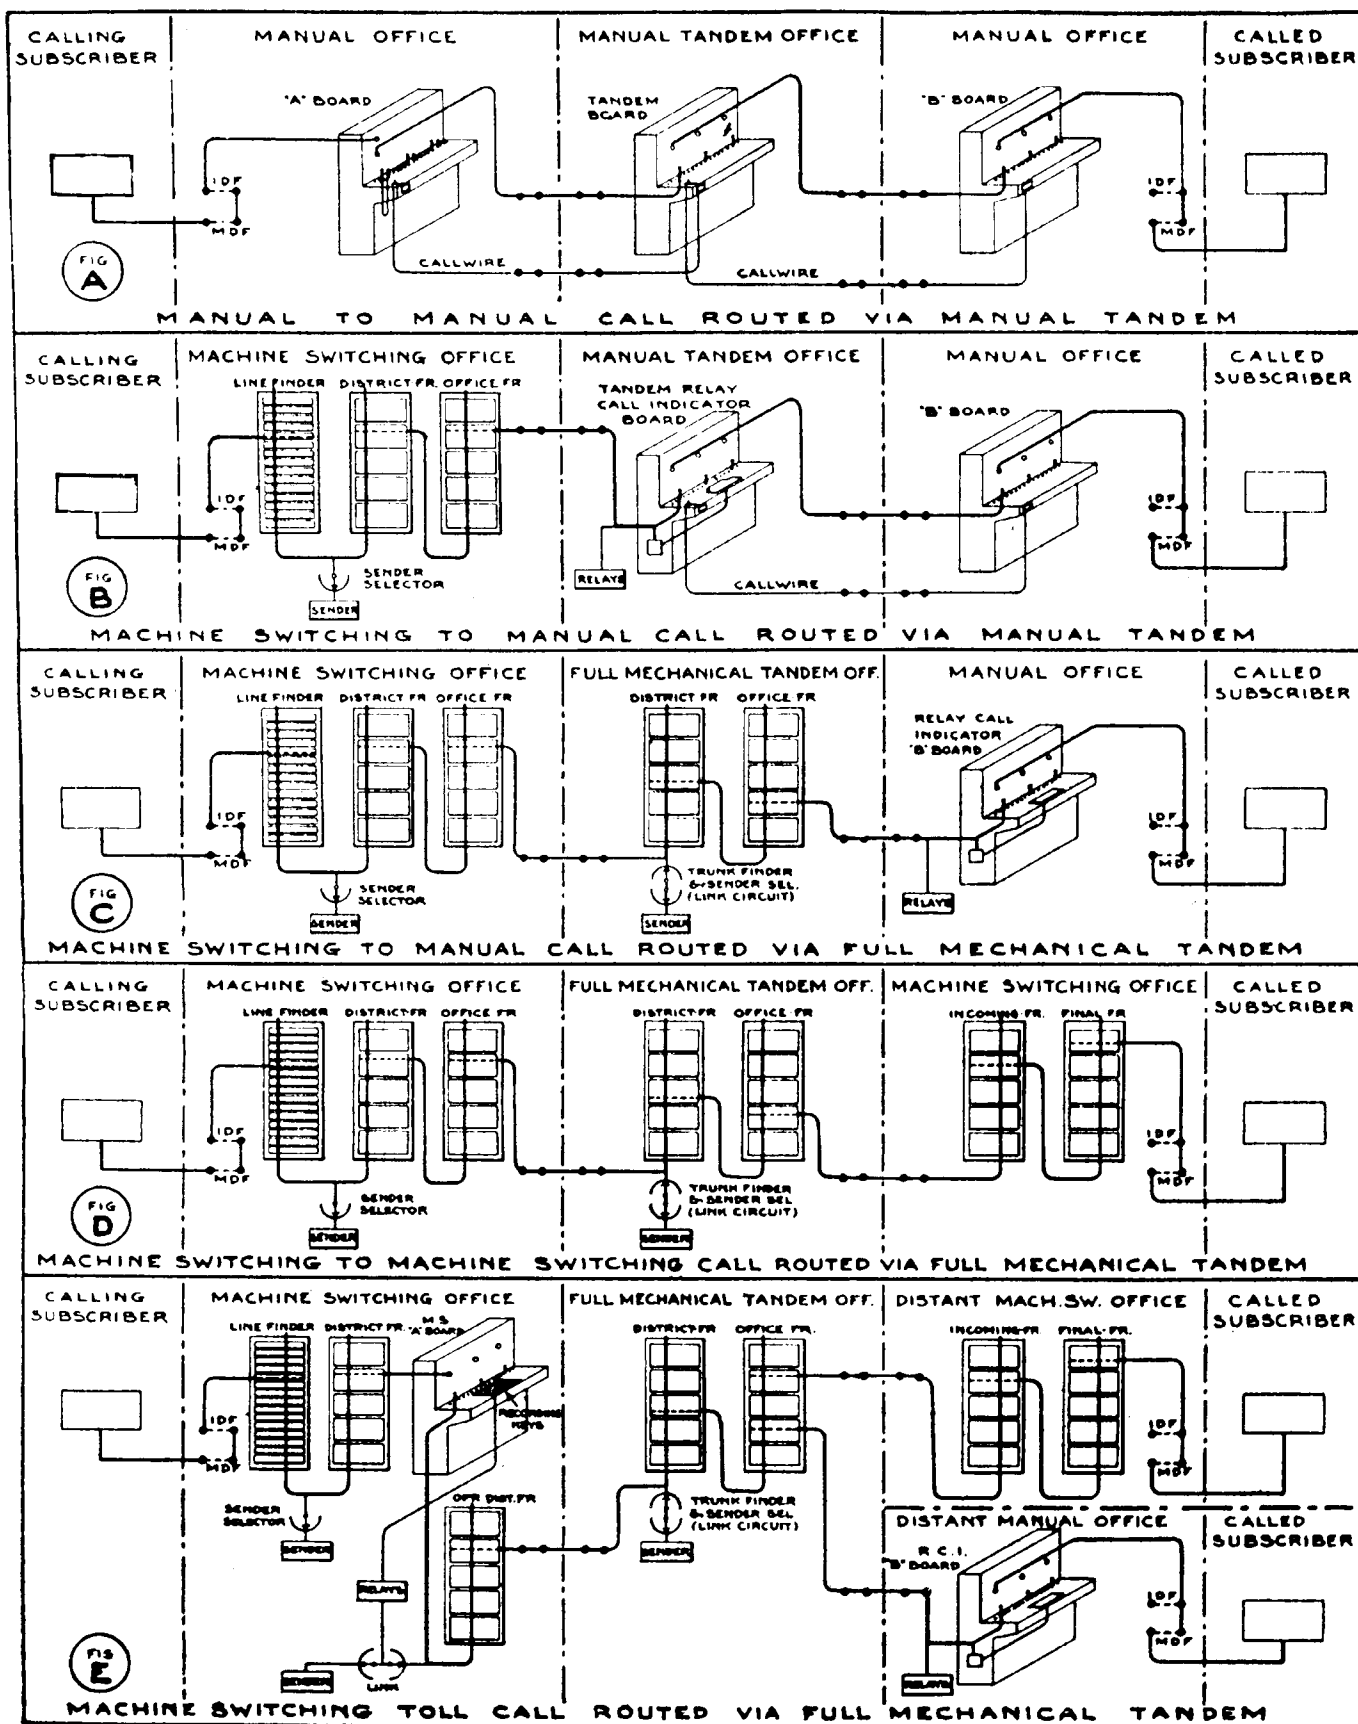 CALLING
SUBSCRIBER
MANUAL OFFICE
MANUAL TANDEM OFFICE
MANUAL OFFICE
CALLED
SUBSCRIBER
"A" BOARD
TANDEM
BOARD
"B" BOARD
IDF
MDF
IDF
MDF
CALLWIRE
CALLWIRE
FIG
A
MANUAL TO MANUAL CALL ROUTED VIA MANUAL TANDEM
CALLING
SUBSCRIBER
MACHINE SWITCHING OFFICE
MANUAL TANDEM OFFICE
MANUAL OFFICE
CALLED
SUBSCRIBER
LINE FINDER
DISTRICT FR.
OFFICE FR
TANDEM RELAY
CALL INDICATOR
BOARD
"B" BOARD
IDF
MDF
IDF
MDF
SENDER
SELECTOR
SENDER
RELAYS
CALLWIRE
FIG
B
MACHINE SWITCHING TO MANUAL CALL ROUTED VIA MANUAL TANDEM
CALLING
SUBSCRIBER
MACHINE SWITCHING OFFICE
FULL MECHANICAL TANDEM OFF.
MANUAL OFFICE
CALLED
SUBSCRIBER
LINE FINDER
DISTRICT FR
OFFICE FR
DISTRICT FR
OFFICE FR
RELAY CALL
INDICATOR
"B" BOARD
IDF
MDF
IDF
MDF
SENDER
SELECTOR
SENDER
TRUNK FINDER
& SENDER SEL.
(LINK CIRCUIT)
SENDER
RELAYS
FIG
C
MACHINE SWITCHING TO MANUAL CALL ROUTED VIA FULL MECHANICAL TANDEM
CALLING
SUBSCRIBER
MACHINE SWITCHING OFFICE
FULL MECHANICAL TANDEM OFF.
MACHINE SWITCHING OFFICE
CALLED
SUBSCRIBER
LINE FINDER
DISTRICT FR
OFFICE FR
DISTRICT FR
OFFICE FR
INCOMING FR.
FINAL FR
IDF
MDF
IDF
MDF
SENDER
SELECTOR
SENDER
TRUNK FINDER
& SENDER SEL
(LINK CIRCUIT)
SENDER
FIG
D
MACHINE SWITCHING TO MACHINE SWITCHING CALL ROUTED VIA FULL MECHANICAL TANDEM
CALLING
SUBSCRIBER
MACHINE SWITCHING OFFICE
FULL MECHANICAL TANDEM OFF.
DISTANT MACH. SW. OFFICE
CALLED
SUBSCRIBER
LINE FINDER
DISTRICT FR.
M S
"A" BOARD
DISTRICT FR
OFFICE FR.
INCOMING FR
FINAL FR
RECORDING
KEYS
IDF
MDF
IDF
MDF
SENDER
SELECTOR
SENDER
OPR DIST. FR
TRUNK FINDER
& SENDER SEL
(LINK CIRCUIT)
SENDER
DISTANT MANUAL OFFICE
CALLED
SUBSCRIBER
R.C.I.
"B" BOARD
RELAYS
IDF
MDF
SENDER
LINK
RELAYS
FIG
E
MACHINE SWITCHING TOLL CALL ROUTED VIA FULL MECHANICAL TANDEM